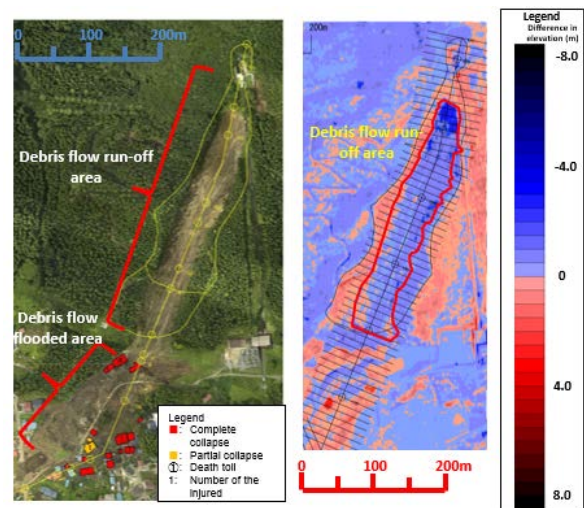 0
100
200m
Debris flow run-off
area
Debris flow
flooded area
Legend
: Complete
collapse
: Partial collapse
①: Death toll
1: Number of the
injured
200m
Debris flow run-
off area
0
100
200m
Legend
Difference in
elevation (m)
-8.0
-4.0
0
4.0
8.0